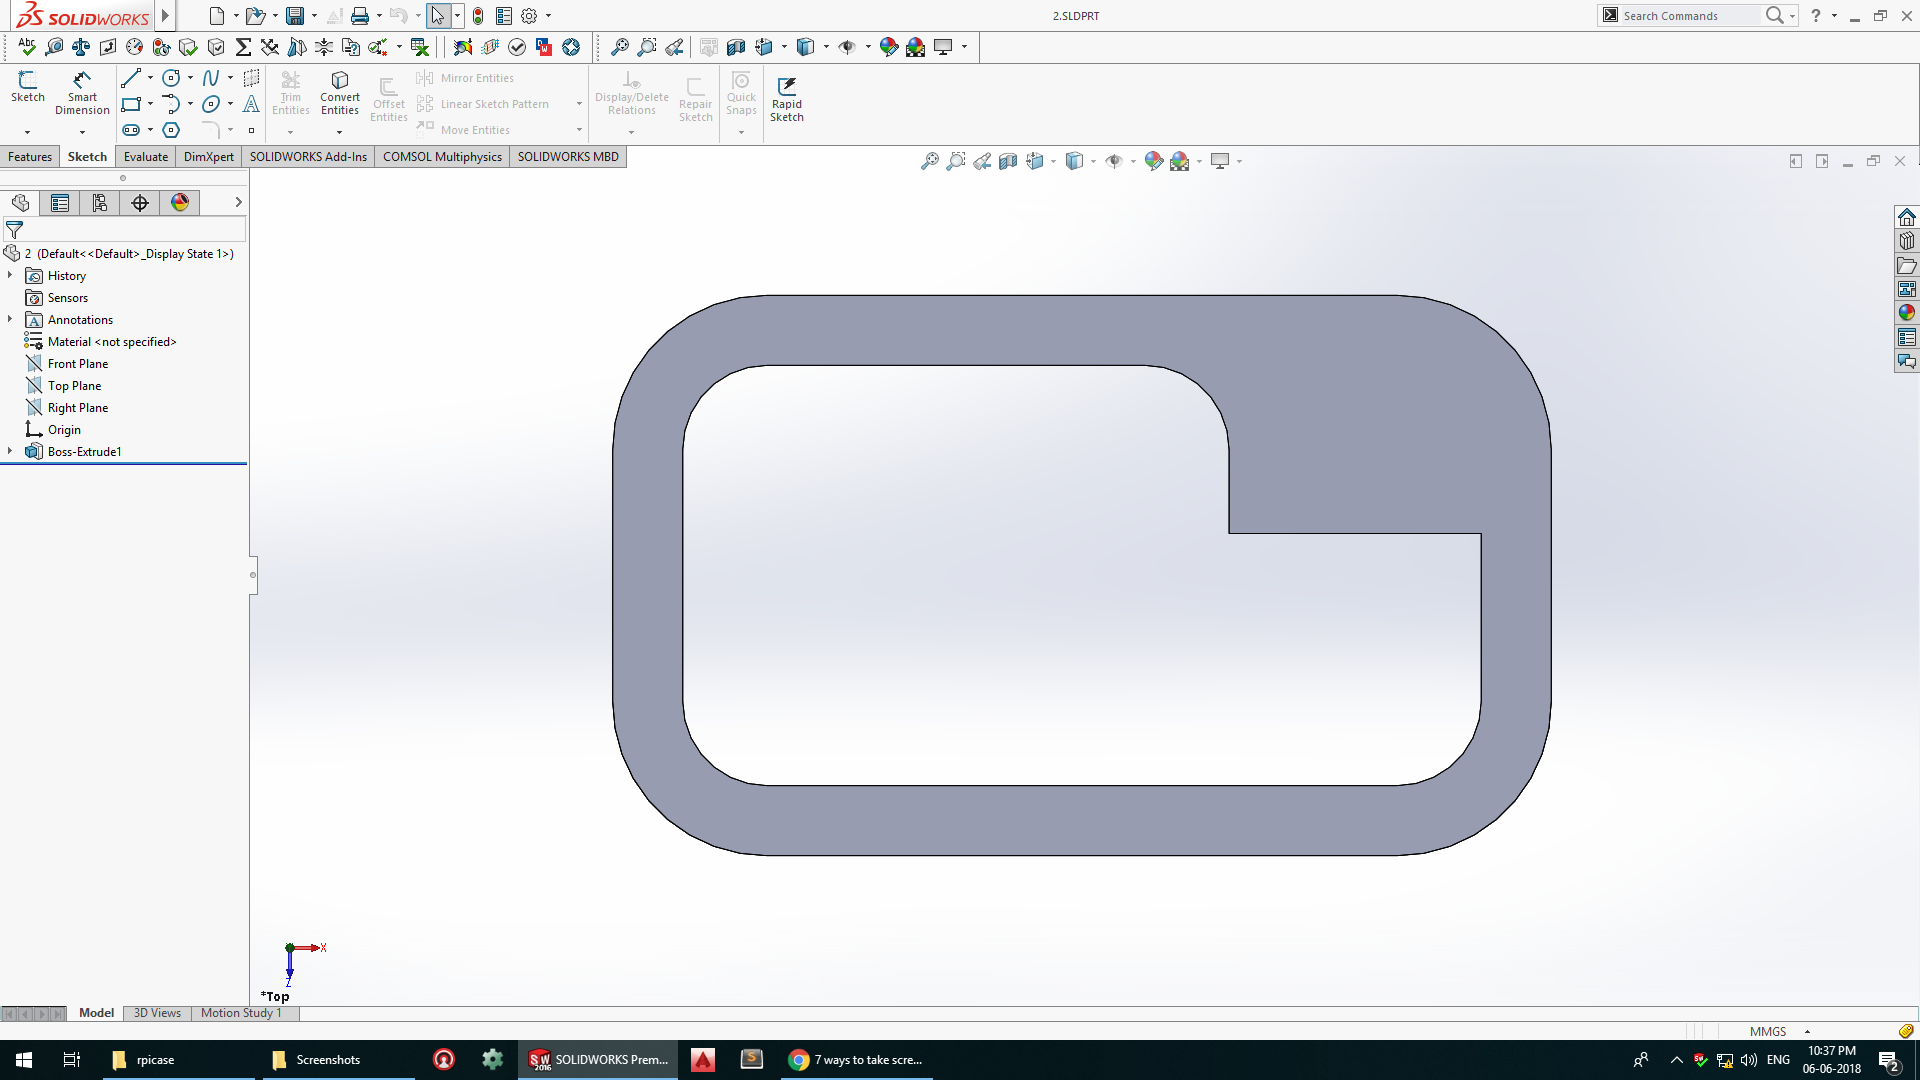 SOLIDWORKS
2.SLDPRT
Search Commands
?
Abc
Sketch
Smart Dimension
Trim Entities
Convert Entities
Offset Entities
Mirror Entities
Linear Sketch Pattern
Move Entities
Display/Delete Relations
Repair Sketch
Quick Snaps
Rapid Sketch
Features
Sketch
Evaluate
DimXpert
SOLIDWORKS Add-Ins
COMSOL Multiphysics
SOLIDWORKS MBD
2 (Default<<Default>_Display State 1>)
History
Sensors
Annotations
Material <not specified>
Front Plane
Top Plane
Right Plane
Origin
Boss-Extrude1
X
Z
*Top
Model
3D Views
Motion Study 1
MMGS
rpicase
Screenshots
SW 2016
SOLIDWORKS Prem...
S
7 ways to take scre...
ENG
10:37 PM
06-06-2018
2